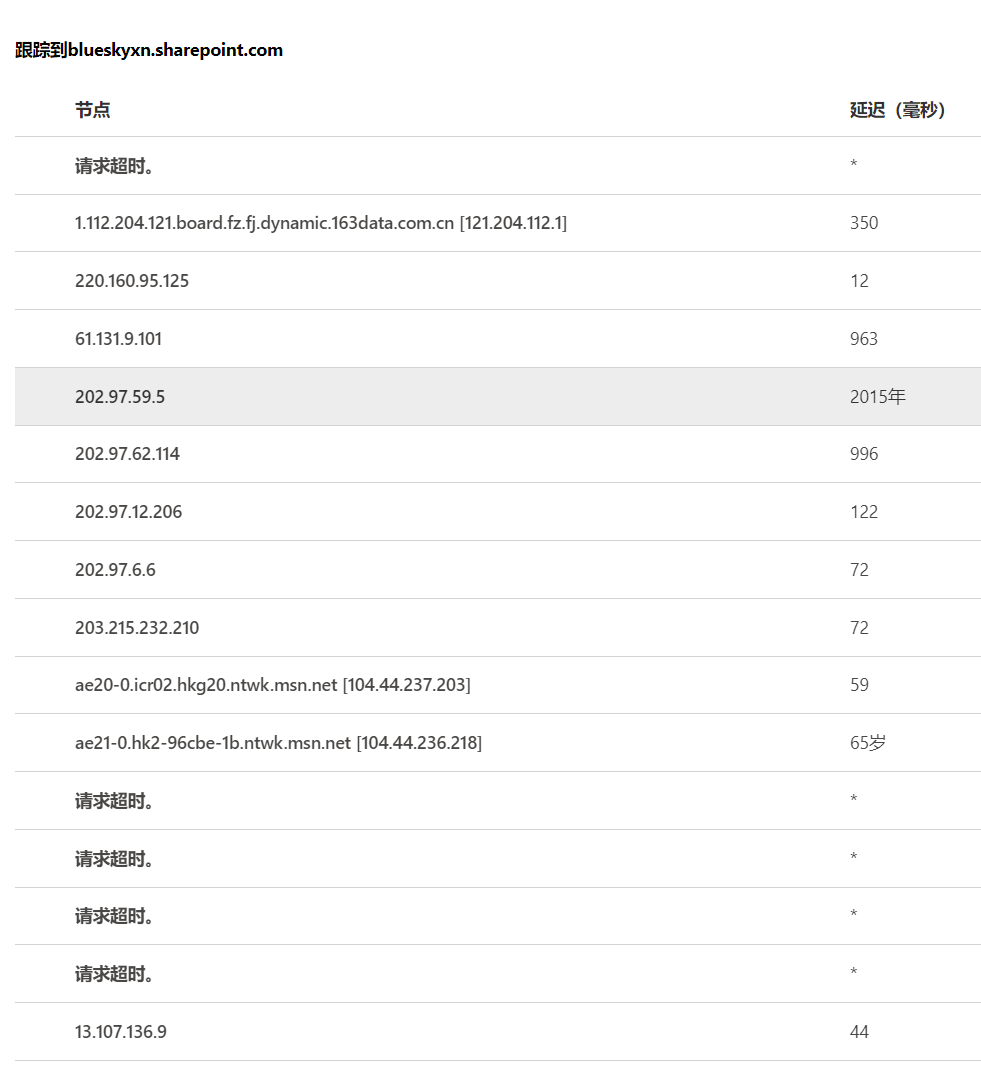 跟踪到blueskyxn.sharepoint.com
节点 延迟（毫秒）
请求超时。 *
1.112.204.121.board.fz.fj.dynamic.163data.com.cn [121.204.112.1] 350
220.160.95.125 12
61.131.9.101 963
202.97.59.5 2015年
202.97.62.114 996
202.97.12.206 122
202.97.6.6 72
203.215.232.210 72
ae20-0.icr02.hkg20.ntwk.msn.net [104.44.237.203] 59
ae21-0.hk2-96cbe-1b.ntwk.msn.net [104.44.236.218] 65岁
请求超时。 *
请求超时。 *
请求超时。 *
请求超时。 *
13.107.136.9 44